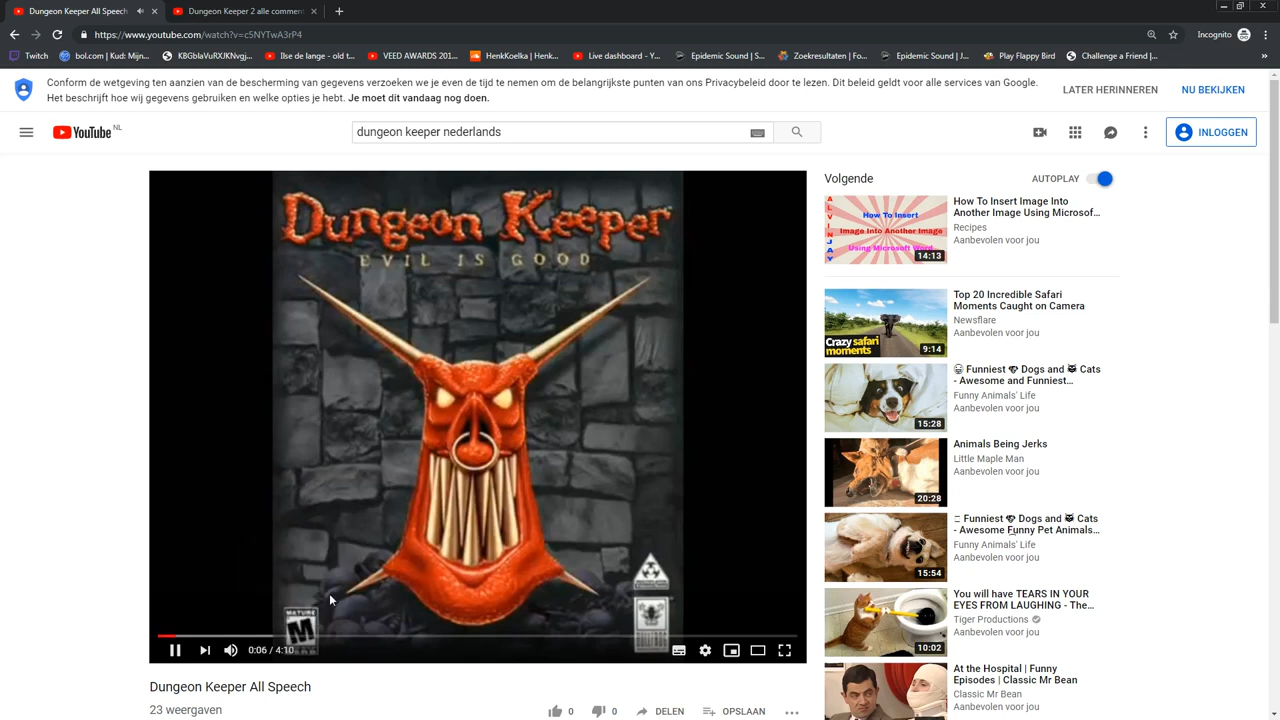 Dungeon Keeper All Speech
Dungeon Keeper 2 alle comment
https://www.youtube.com/watch?v=c5NYTwA3rP4
Incognito
Twitch
bol.com | Kud: Mijn...
KBGblaVuRXJKNvgj...
Ilse de lange - old t...
VEED AWARDS 201...
HenkKoelka | Henk...
Live dashboard - Y...
Epidemic Sound | S...
Zoekresultaten | Fo...
Epidemic Sound | J...
Play Flappy Bird
Challenge a Friend |...
»
Conform de wetgeving ten aanzien van de bescherming van gegevens verzoeken we je even de tijd te nemen om de belangrijkste punten van ons Privacybeleid door te lezen. Dit beleid geldt voor alle services van Google.
Het beschrijft hoe wij gegevens gebruiken en welke opties je hebt. Je moet dit vandaag nog doen.
LATER HERINNEREN
NU BEKIJKEN
YouTube NL
dungeon keeper nederlands
INLOGGEN
Dungeon Keeper
EVIL GOOD
MATURE
M
BULLFROG
0:06 / 4:10
Dungeon Keeper All Speech
23 weergaven
0
0
DELEN
OPSLAAN
Volgende
AUTOPLAY
ALVINJAY
How To Insert
Image Into Another Image
Using Microsoft Word
14:13
How To Insert Image Into
Another Image Using Microsof...
Recipes
Aanbevolen voor jou
Crazy safari
moments
9:14
Top 20 Incredible Safari
Moments Caught on Camera
Newsflare
Aanbevolen voor jou
15:28
Funniest Dogs and Cats
- Awesome and Funniest...
Funny Animals' Life
Aanbevolen voor jou
20:28
Animals Being Jerks
Little Maple Man
Aanbevolen voor jou
15:54
Funniest Dogs and Cats
- Awesome Funny Pet Animals...
Funny Animals' Life
Aanbevolen voor jou
10:02
You will have TEARS IN YOUR
EYES FROM LAUGHING - The...
Tiger Productions
Aanbevolen voor jou
At the Hospital | Funny
Episodes | Classic Mr Bean
Classic Mr Bean
Aanbevolen voor jou